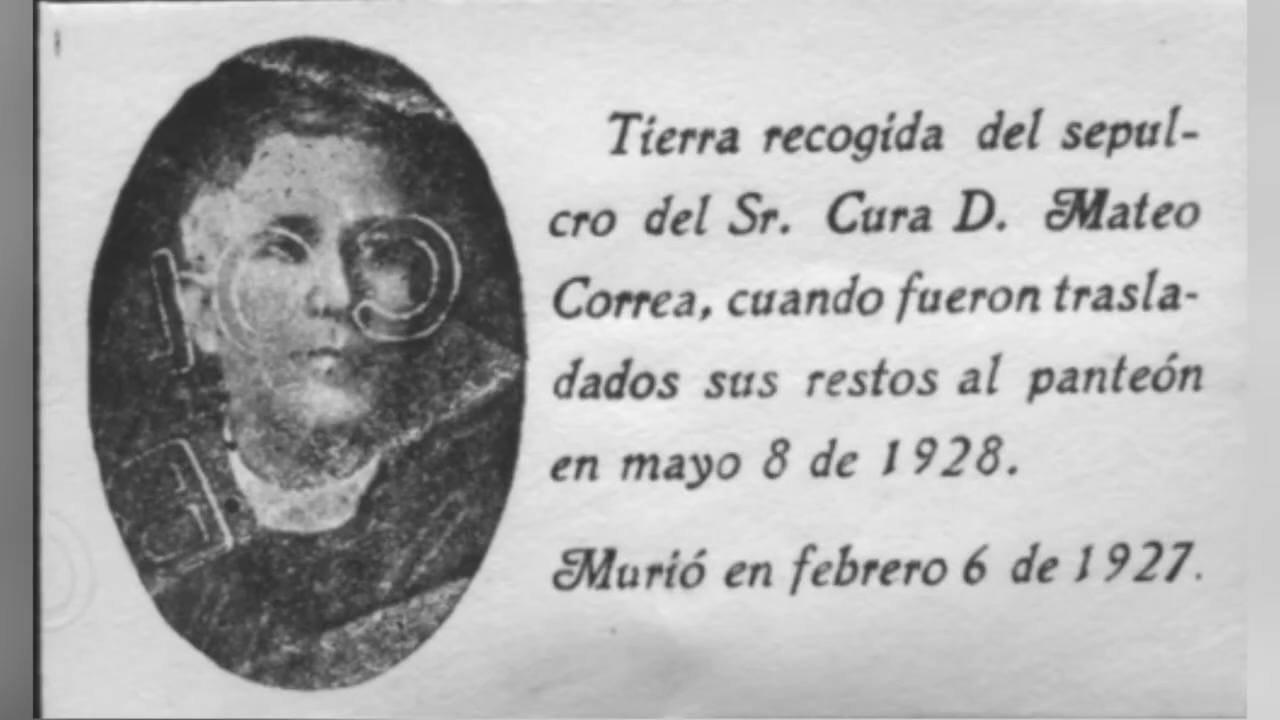 Tierra recogida del sepul-
cro del Sr. Cura D. Mateo
Correa, cuando fueron trasla-
dados sus restos al panteón
en mayo 8 de 1928.
Murió en febrero 6 de 1927.